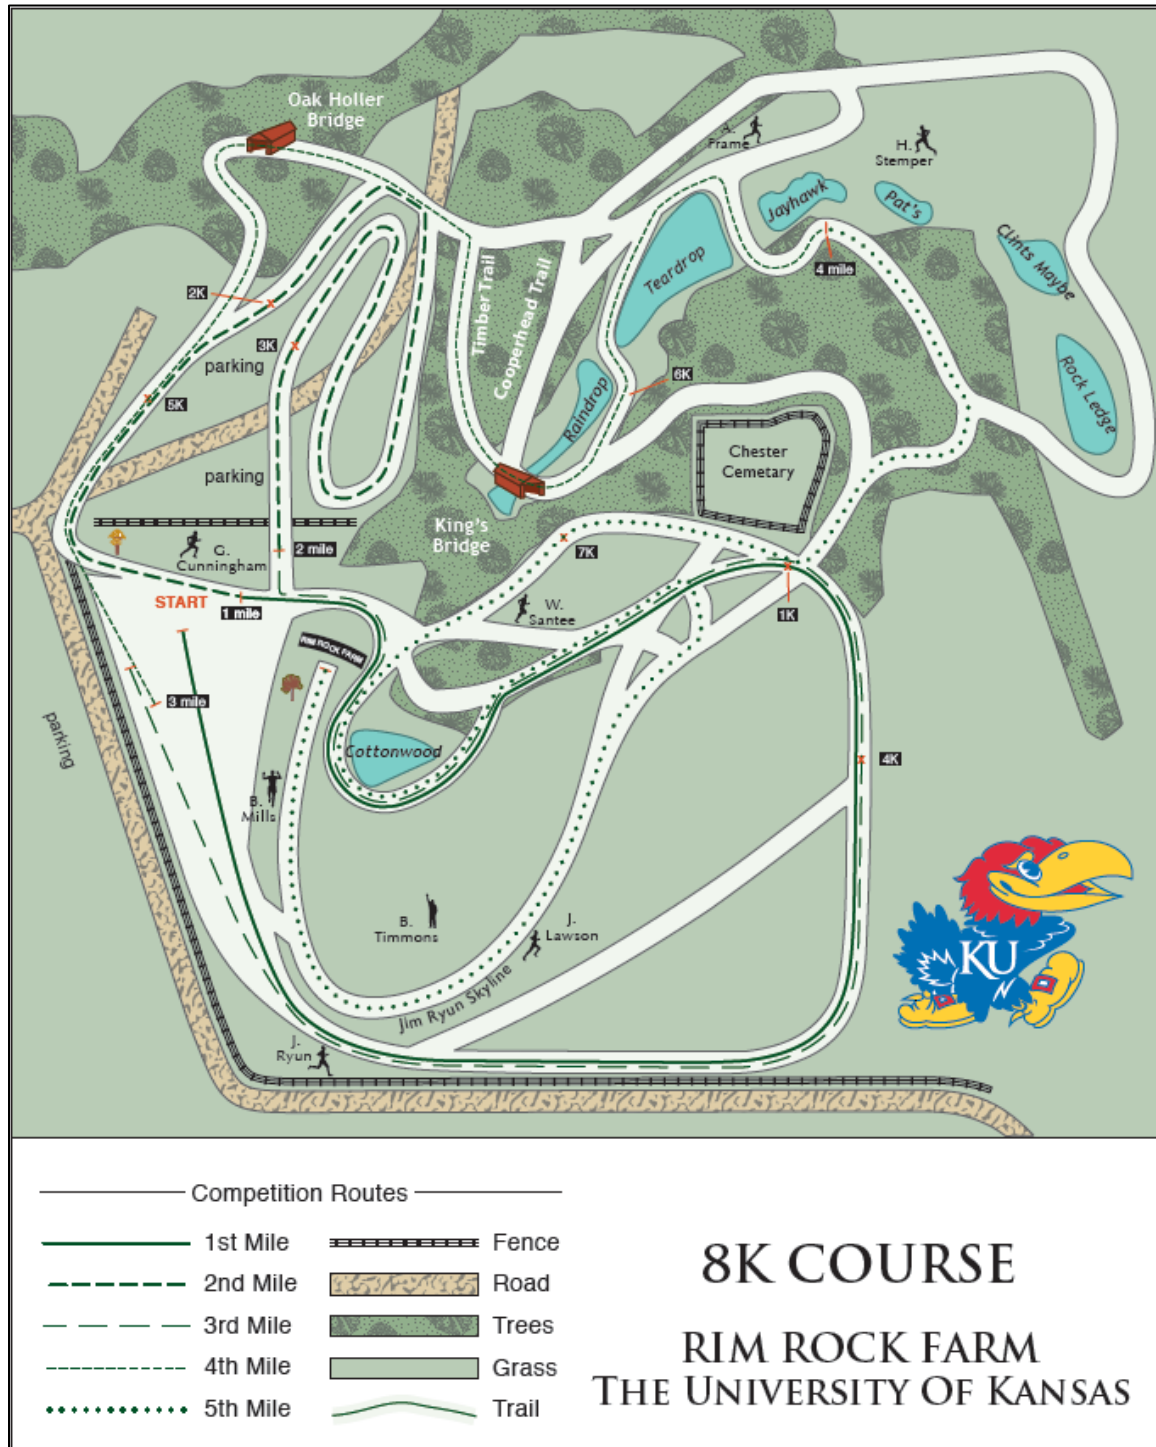 Oak Holler
Bridge
A.
Frame
H.
Stemper
Jayhawk
Pat's
Clints Maybe
Teardrop
4 mile
2K
Timber Trail
Cooperhead Trail
3K
parking
6K
Rock Ledge
5K
Raindrop
Chester
Cemetary
parking
King's
Bridge
G.
Cunningham
2 mile
7K
START
1 mile
W.
Santee
1K
RIM ROCK FARM
3 mile
parking
Cottonwood
4K
B.
Mills
B.
Timmons
J.
Lawson
Jim Ryun Skyline
KU
J.
Ryun
Competition Routes
1st Mile
Fence
2nd Mile
Road
3rd Mile
Trees
4th Mile
Grass
5th Mile
Trail
8K COURSE
RIM ROCK FARM
THE UNIVERSITY OF KANSAS